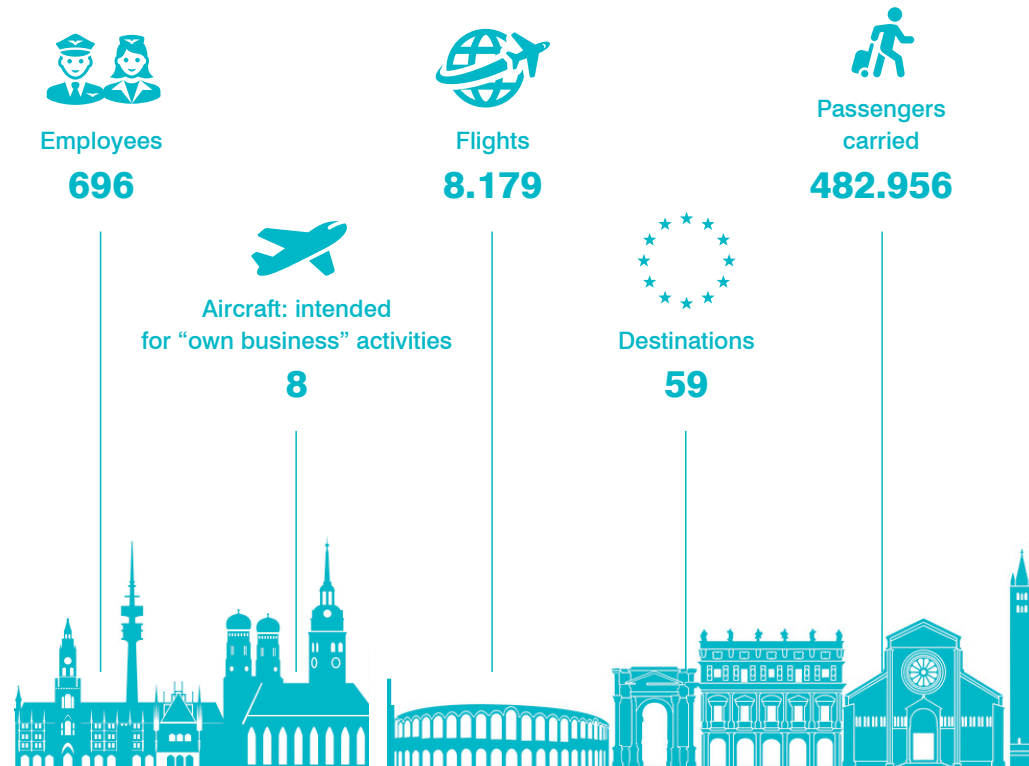 Employees
696
Flights
8.179
Passengers
carried
482.956
Aircraft: intended
for “own business” activities
8
Destinations
59